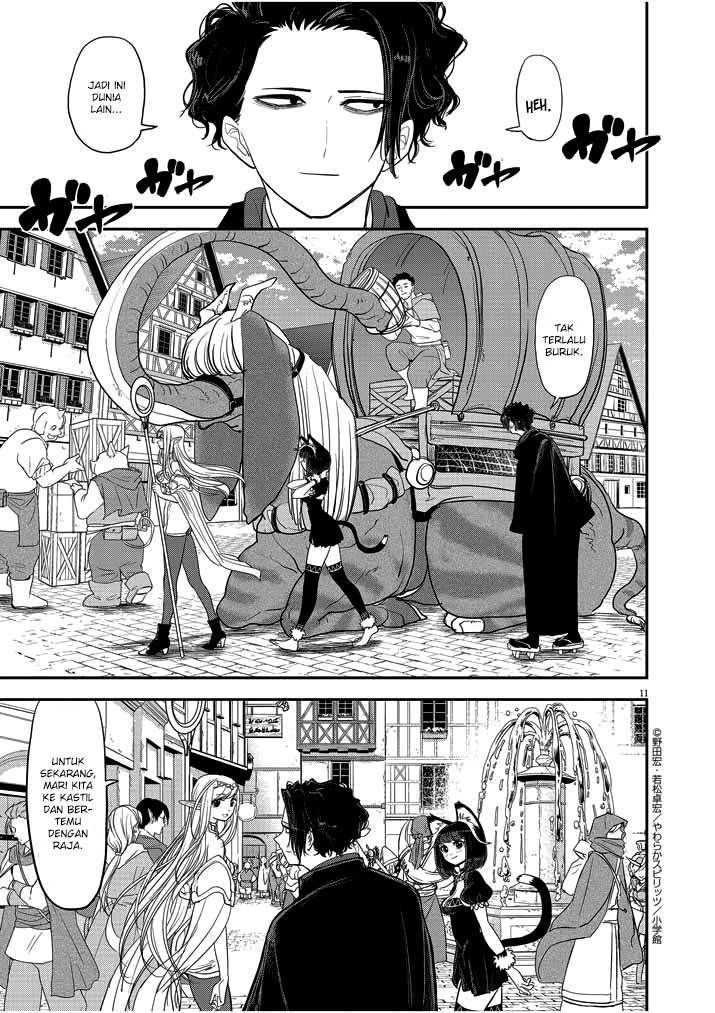 HEH.
JADI INI
DUNIA
LAIN...
ガヤ
ガヤ
ガヤ
TAK
TERLALU
BURUK.
11
UNTUK
SEKARANG,
MARI KITA
KE KASTIL
DAN BER-
TEMU
DENGAN
RAJA.
©野田宏・若松卓宏／やわらかスピリッツ／小学館